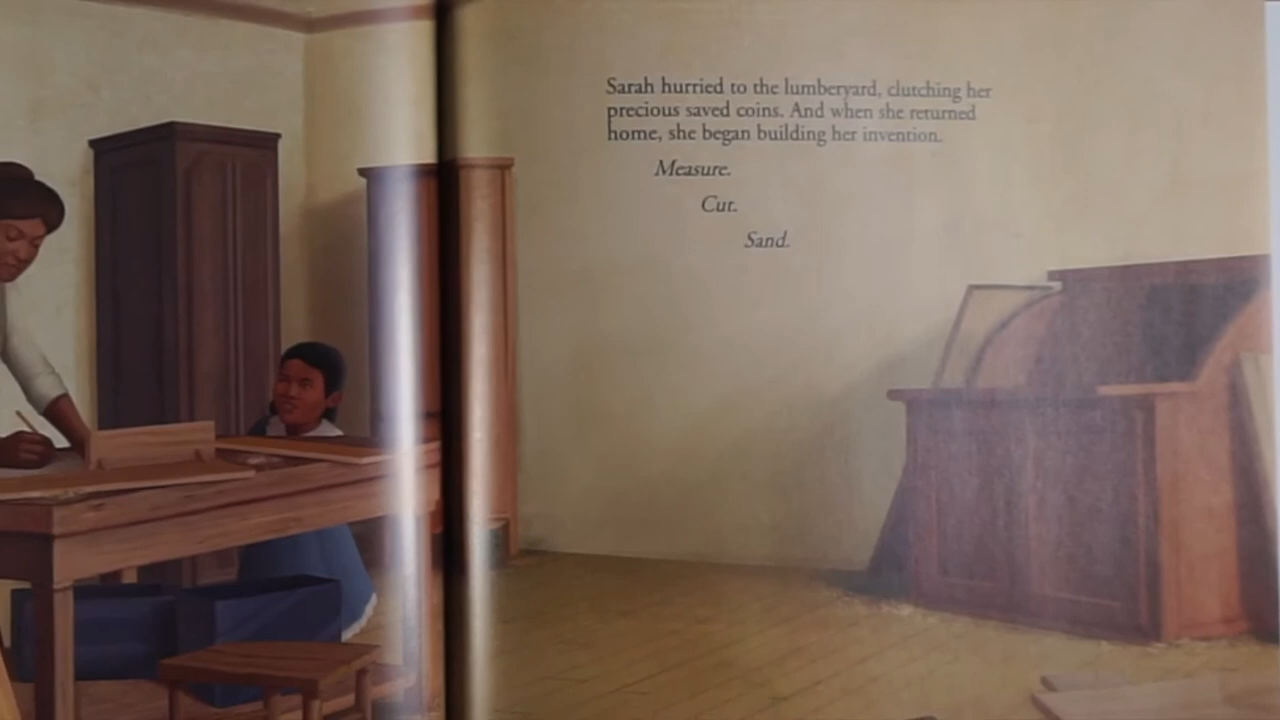 Sarah hurried to the lumberyard, clutching her
precious saved coins. And when she returned
home, she began building her invention.
Measure.
Cut.
Sand.